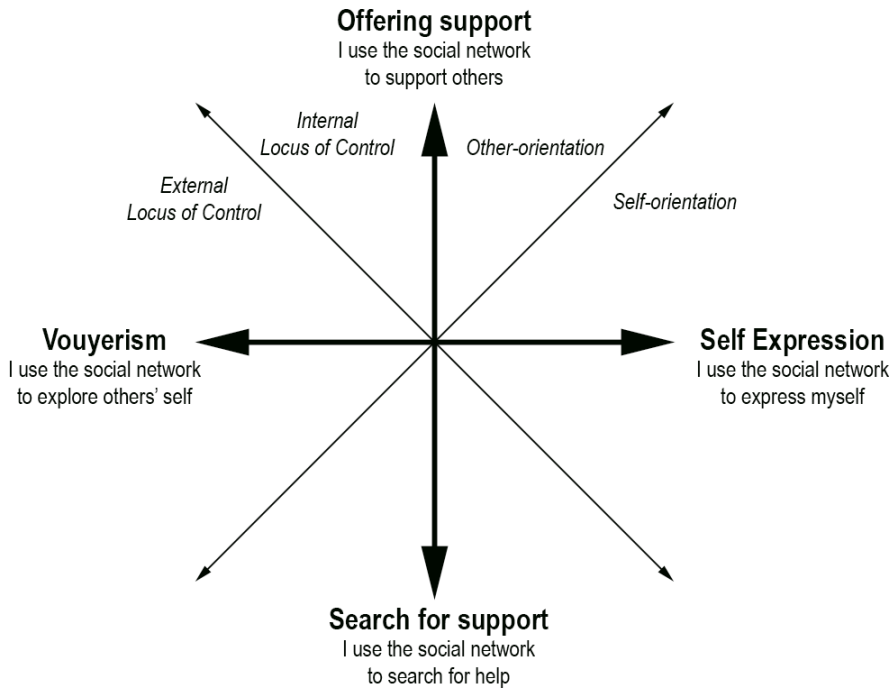 Offering support
I use the social network
to support others
Internal
Locus of Control
Other-orientation
External
Locus of Control
Self-orientation
Vouyerism
I use the social network
to explore others’ self
Self Expression
I use the social network
to express myself
Search for support
I use the social network
to search for help